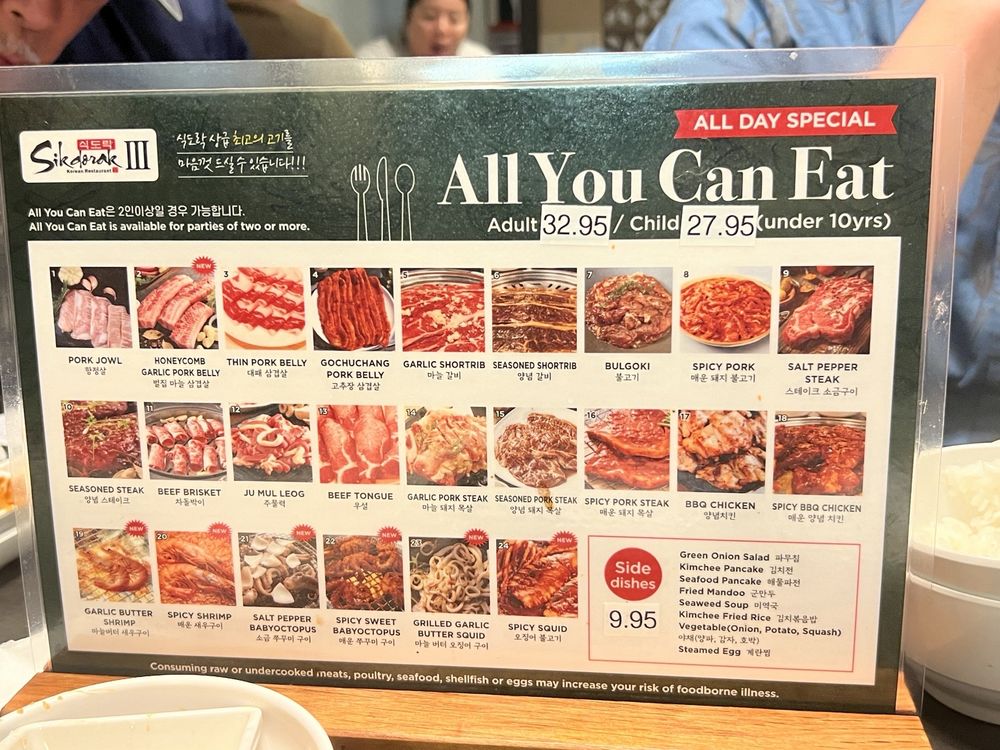 식도락
Sikdorak III
Korean Restaurant
식도락 상급 최고의 고기를
마음껏 드실 수 있습니다!!!
ALL DAY SPECIAL
All You Can Eat
Adult 32.95 / Child 27.95 (under 10yrs)
All You Can Eat은 2인이상일 경우 가능합니다.
All You Can Eat is available for parties of two or more.
1
PORK JOWL
항정살
2
NEW
HONEYCOMB
GARLIC PORK BELLY
벌집 마늘 삼겹살
3
THIN PORK BELLY
대패 삼겹살
4
GOCHUCHANG
PORK BELLY
고추장 삼겹살
5
GARLIC SHORTRIB
마늘 갈비
6
SEASONED SHORTRIB
양념 갈비
7
BULGOKI
불고기
8
SPICY PORK
매운 돼지 불고기
9
SALT PEPPER
STEAK
스테이크 소금구이
10
SEASONED STEAK
양념 스테이크
11
BEEF BRISKET
차돌박이
12
JU MUL LEOG
주물럭
13
BEEF TONGUE
우설
14
GARLIC PORK STEAK
마늘 돼지 목살
15
SEASONED PORK STEAK
양념 돼지 목살
16
SPICY PORK STEAK
매운 돼지 목살
17
BBQ CHICKEN
양념치킨
18
SPICY BBQ CHICKEN
매운 양념 치킨
19
NEW
GARLIC BUTTER
SHRIMP
마늘버터 새우구이
20
NEW
SPICY SHRIMP
매운 새우구이
21
NEW
SALT PEPPER
BABYOCTOPUS
소금 쭈꾸미 구이
22
NEW
SPICY SWEET
BABYOCTOPUS
매운 쭈꾸미 구이
23
NEW
GRILLED GARLIC
BUTTER SQUID
마늘 버터 오징어 구이
24
NEW
SPICY SQUID
오징어 불고기
Side
dishes
9.95
Green Onion Salad 파무침
Kimchee Pancake 김치전
Seafood Pancake 해물파전
Fried Mandoo 군만두
Seaweed Soup 미역국
Kimchee Fried Rice 김치볶음밥
Vegetable(Onion, Potato, Squash)
야채(양파, 감자, 호박)
Steamed Egg 계란찜
Consuming raw or undercooked meats, poultry, seafood, shellfish or eggs may increase your risk of foodborne illness.